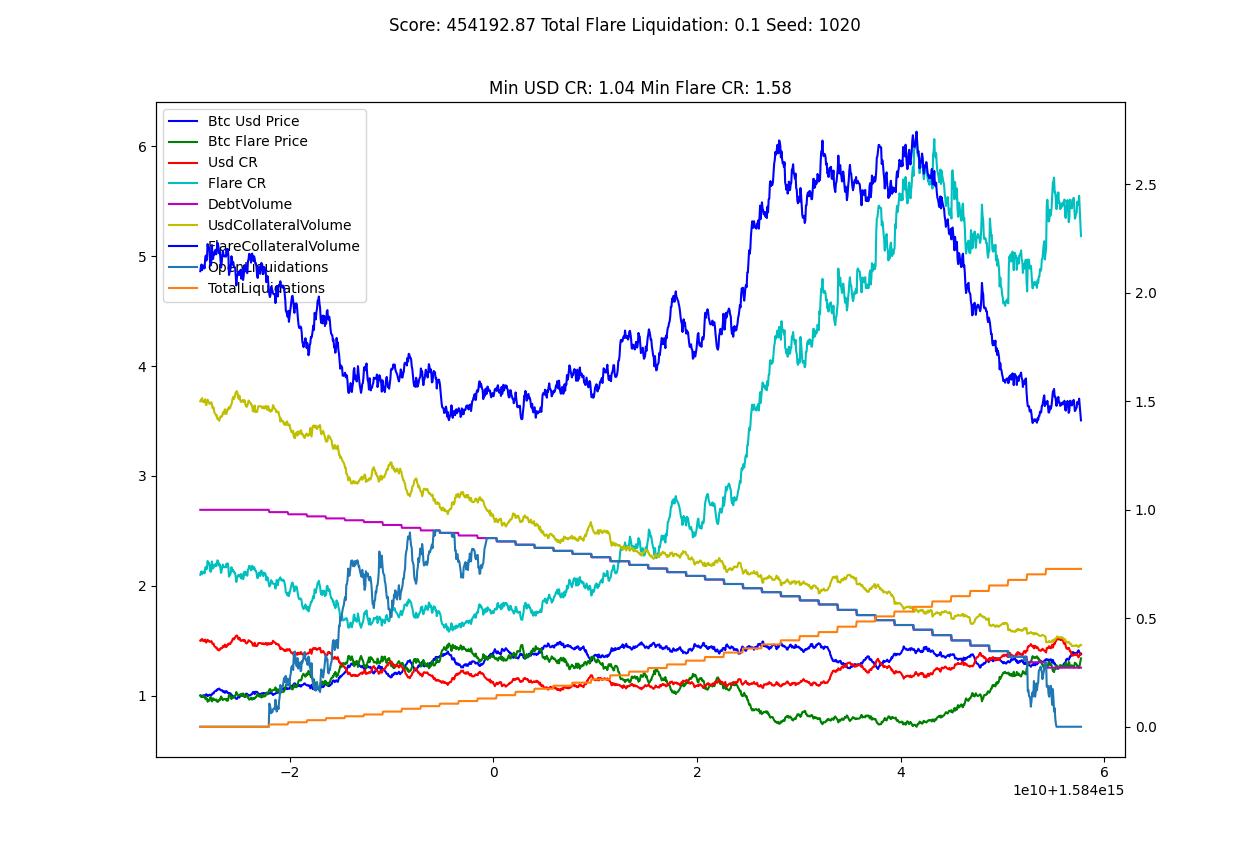 Score: 454192.87 Total Flare Liquidation: 0.1 Seed: 1020
Min USD CR: 1.04 Min Flare CR: 1.58
Btc Usd Price
Btc Flare Price
Usd CR
Flare CR
DebtVolume
UsdCollateralVolume
FlareCollateralVolume
OpenLiquidations
TotalLiquidations
6
5
4
3
2
1
2.5
2.0
1.5
1.0
0.5
0.0
−2
0
2
4
6
1e10+1.584e15